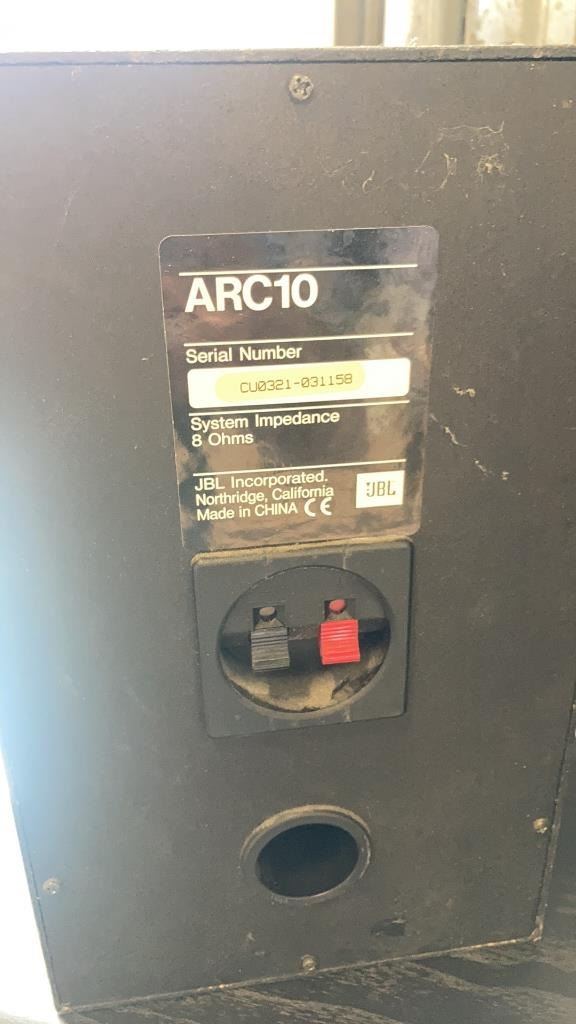 ARC10
Serial Number
CU0321-031158
System Impedance
8 Ohms
JBL Incorporated.
Northridge, California
Made in CHINA CE
JBL